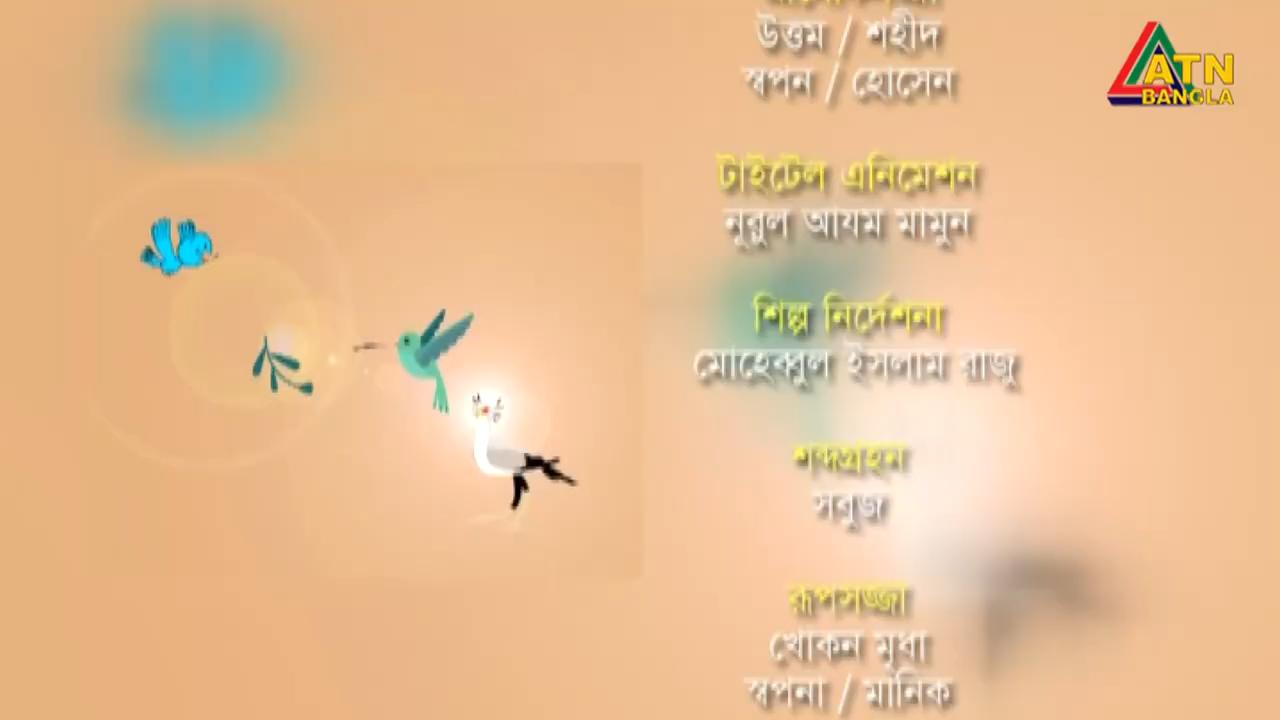 উত্তম / শহীদ
স্বপন / হোসেন
ATN
BANGLA
টাইটেল এনিমেশন
নুরুল আযম মামুন
শিল্প নির্দেশনা
মোহেব্বুল ইসলাম রাজু
শব্দগ্রহন
সবুজ
রূপসজ্জা
খোকন মৃধা
স্বপনা / মানিক